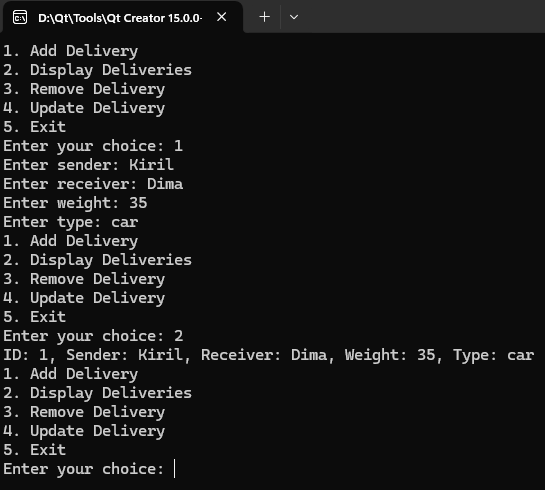 D:\Qt\Tools\Qt Creator 15.0.0-
1. Add Delivery
2. Display Deliveries
3. Remove Delivery
4. Update Delivery
5. Exit
Enter your choice: 1
Enter sender: Kiril
Enter receiver: Dima
Enter weight: 35
Enter type: car
1. Add Delivery
2. Display Deliveries
3. Remove Delivery
4. Update Delivery
5. Exit
Enter your choice: 2
ID: 1, Sender: Kiril, Receiver: Dima, Weight: 35, Type: car
1. Add Delivery
2. Display Deliveries
3. Remove Delivery
4. Update Delivery
5. Exit
Enter your choice: